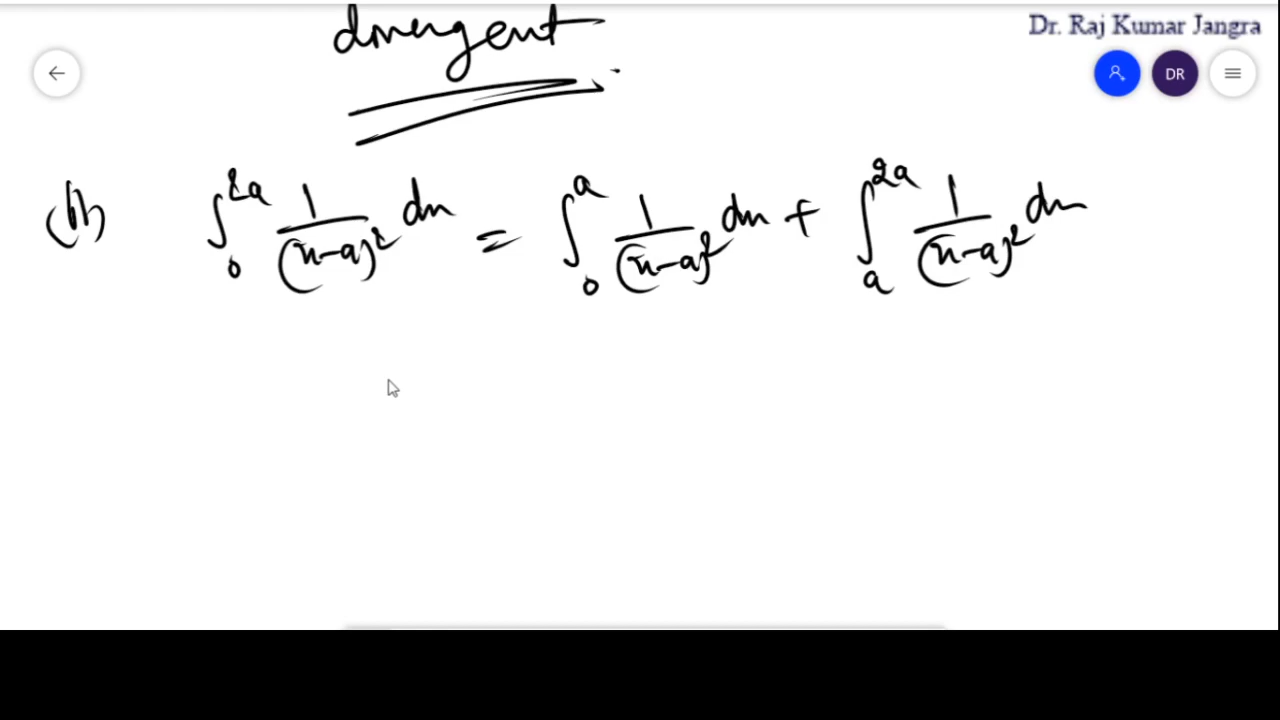 divergent
Dr. Raj Kumar Jangra
DR
(ii) ∫₀^{2a} 1/(x-a)² dx = ∫₀^{a} 1/(x-a)² dx + ∫ₐ^{2a} 1/(x-a)² dx